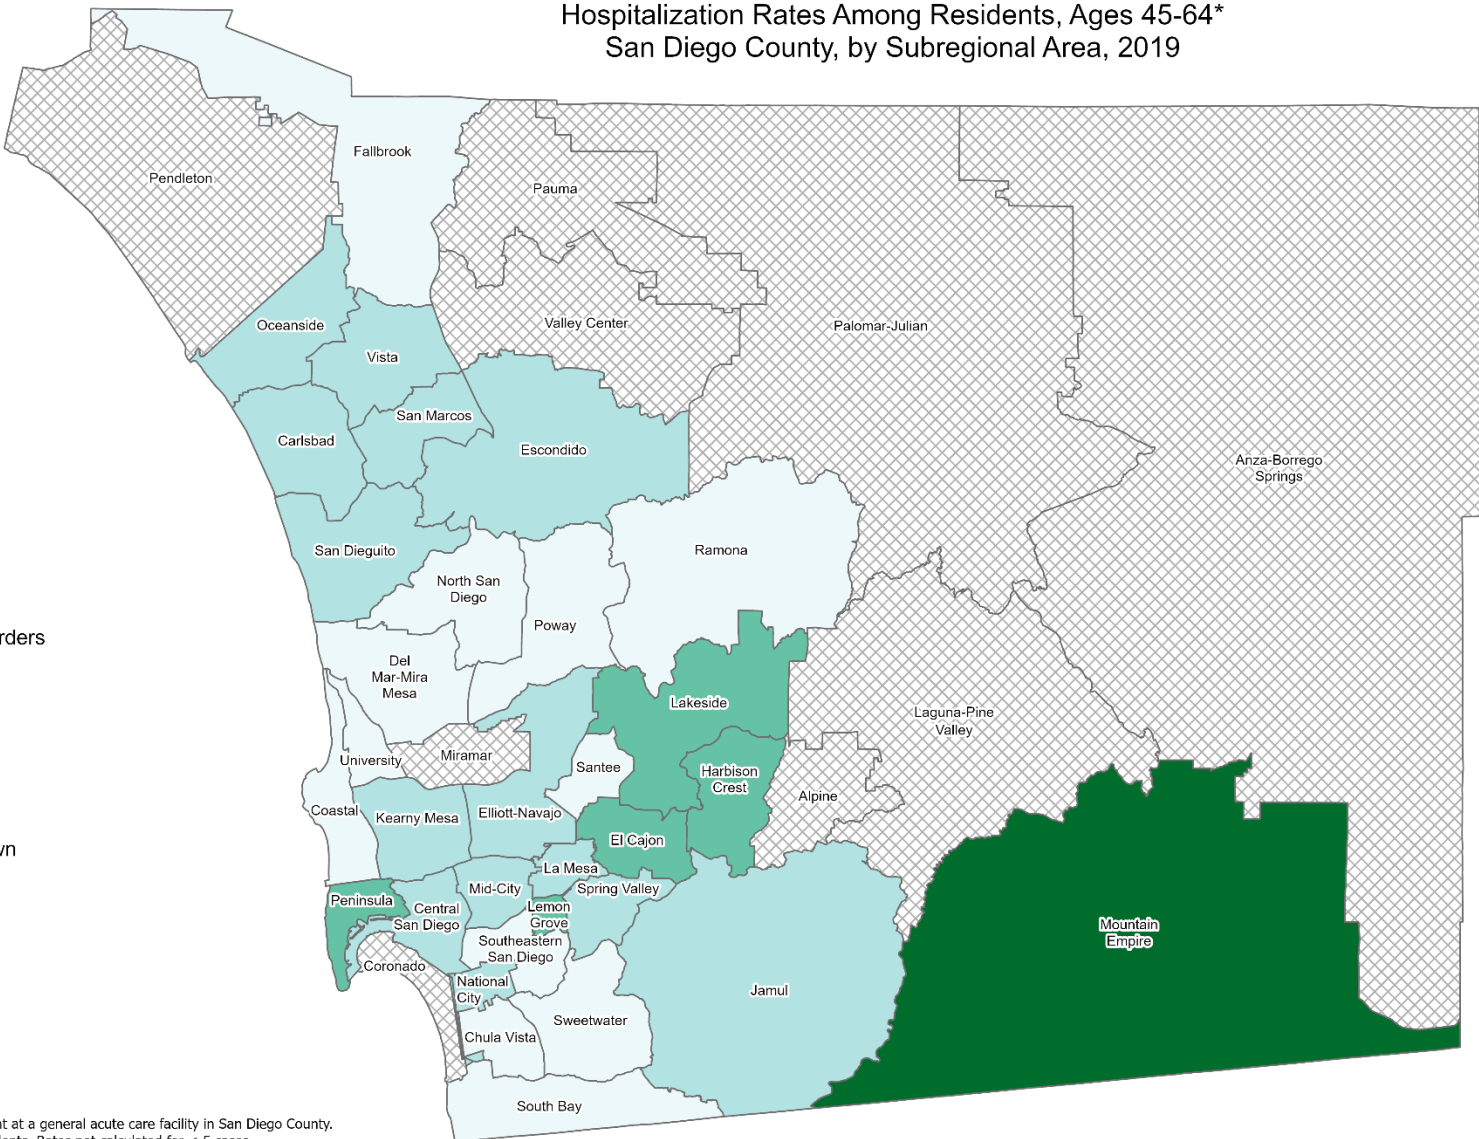 Hospitalization Rates Among Residents, Ages 45-64*
San Diego County, by Subregional Area, 2019
Fallbrook
Pendleton
Pauma
Oceanside
Valley Center
Palomar-Julian
Vista
San Marcos
Carlsbad
Escondido
Anza-Borrego
Springs
San Dieguito
Ramona
North San
Diego
Poway
rders
Del
Mar-Mira
Mesa
Lakeside
Laguna-Pine
Valley
Miramar
University
Santee
Harbison
Crest
Alpine
Coastal
Kearny Mesa
Elliott-Navajo
El Cajon
wn
La Mesa
Mid-City
Spring Valley
Peninsula
Central
San Diego
Lemon
Grove
Mountain
Empire
Southeastern
San Diego
Coronado
National
City
Jamul
Sweetwater
Chula Vista
South Bay
nt at a general acute care facility in San Diego County.